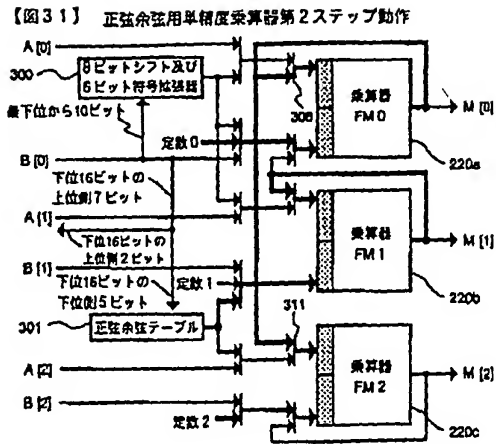 【図31】 正弦余弦用単精度乗算器第2ステップ動作
A [0]
300
8ビットシフト及び
6ビット符号拡張器
最下位から10ビット
306
乗算器
FM 0
M [0]
220a
定数0
B [0]
下位16ビットの
上位側7ビット
A [1]
下位16ビットの
上位側2ビット
乗算器
FM 1
M [1]
220b
B [1]
定数1
下位16ビットの
下位側5ビット
311
301
正弦余弦テーブル
A [2]
乗算器
FM 2
M [2]
B [2]
定数2
220c